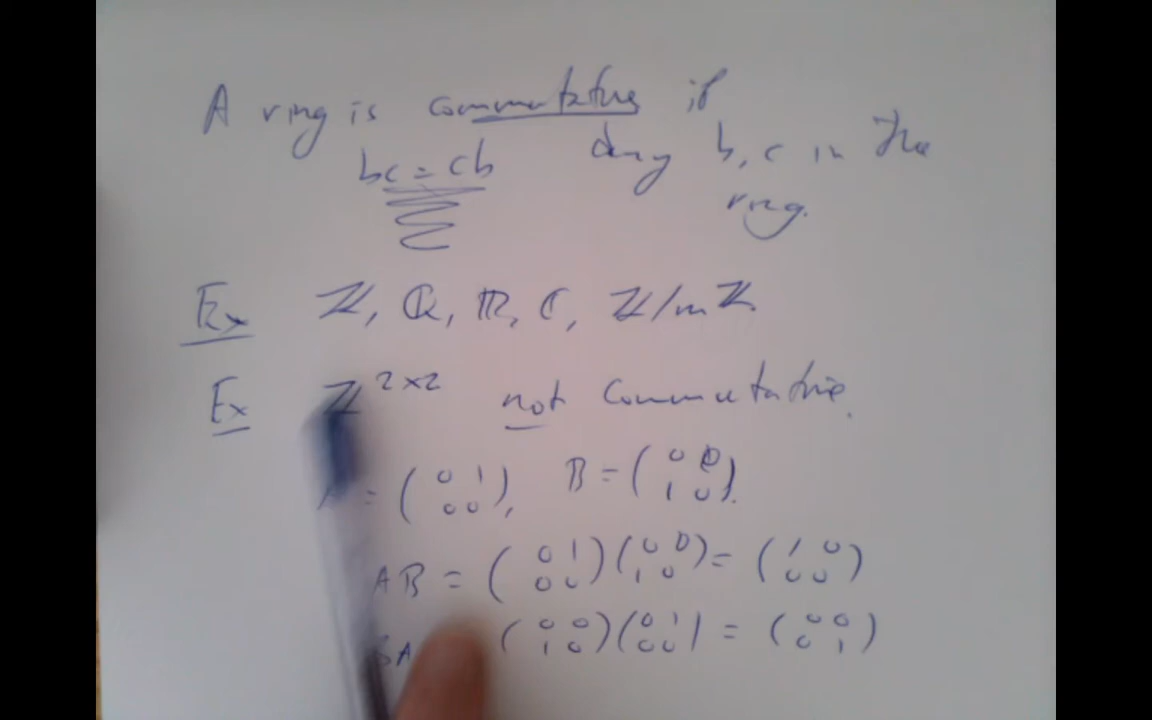 A ring is commutative if
bc = cb any b, c in the
ring.
Ex ℤ, ℚ, ℝ, ℂ, ℤ/mℤ
Ex ℤ^{2×2} not commutative.
A = ( 0 1 ; 0 0 ), B = ( 0 0 ; 1 0 ).
AB = ( 0 1 ; 0 0 )( 0 0 ; 1 0 ) = ( 1 0 ; 0 0 )
BA ( 0 0 ; 1 0 )( 0 1 ; 0 0 ) = ( 0 0 ; 0 1 )